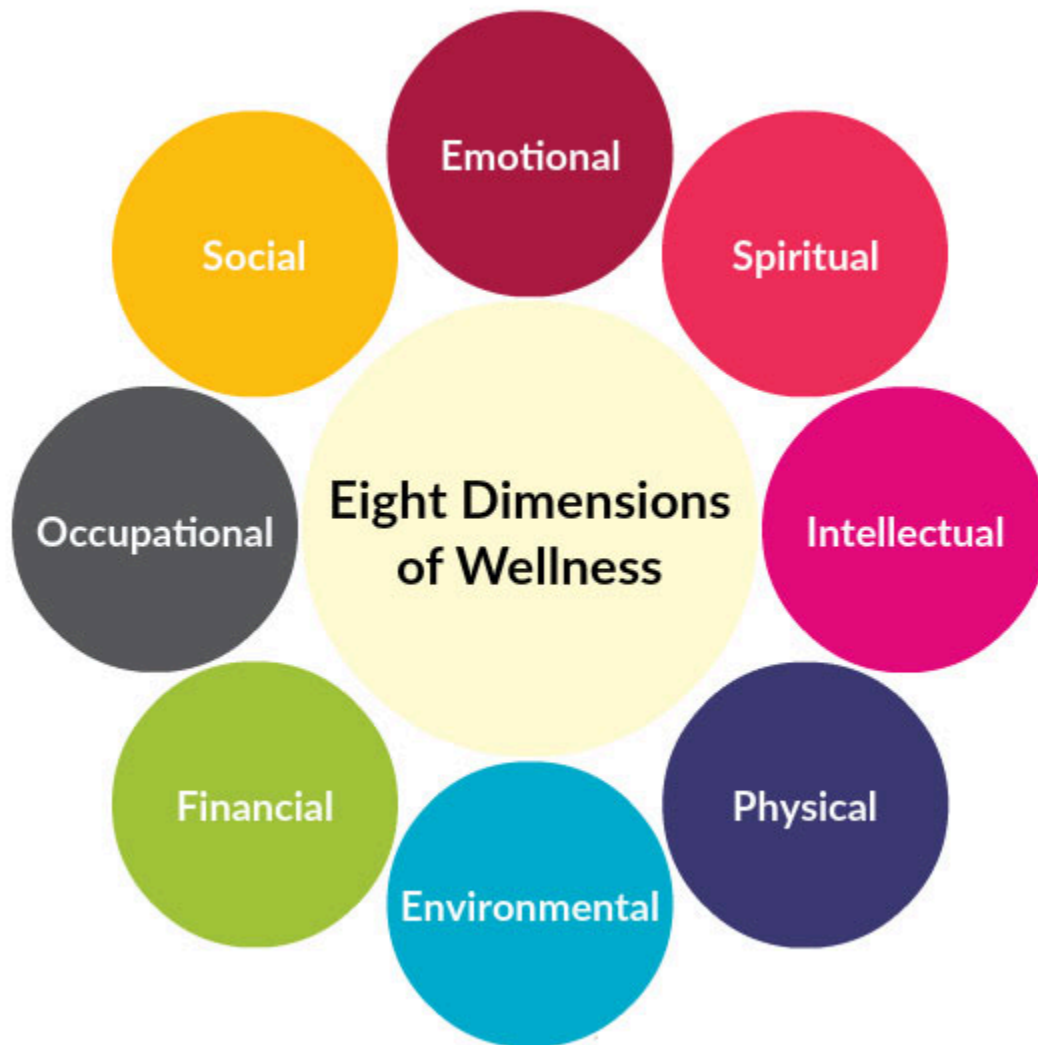 Emotional
Social
Spiritual
Occupational
Eight Dimensions
of Wellness
Intellectual
Financial
Physical
Environmental